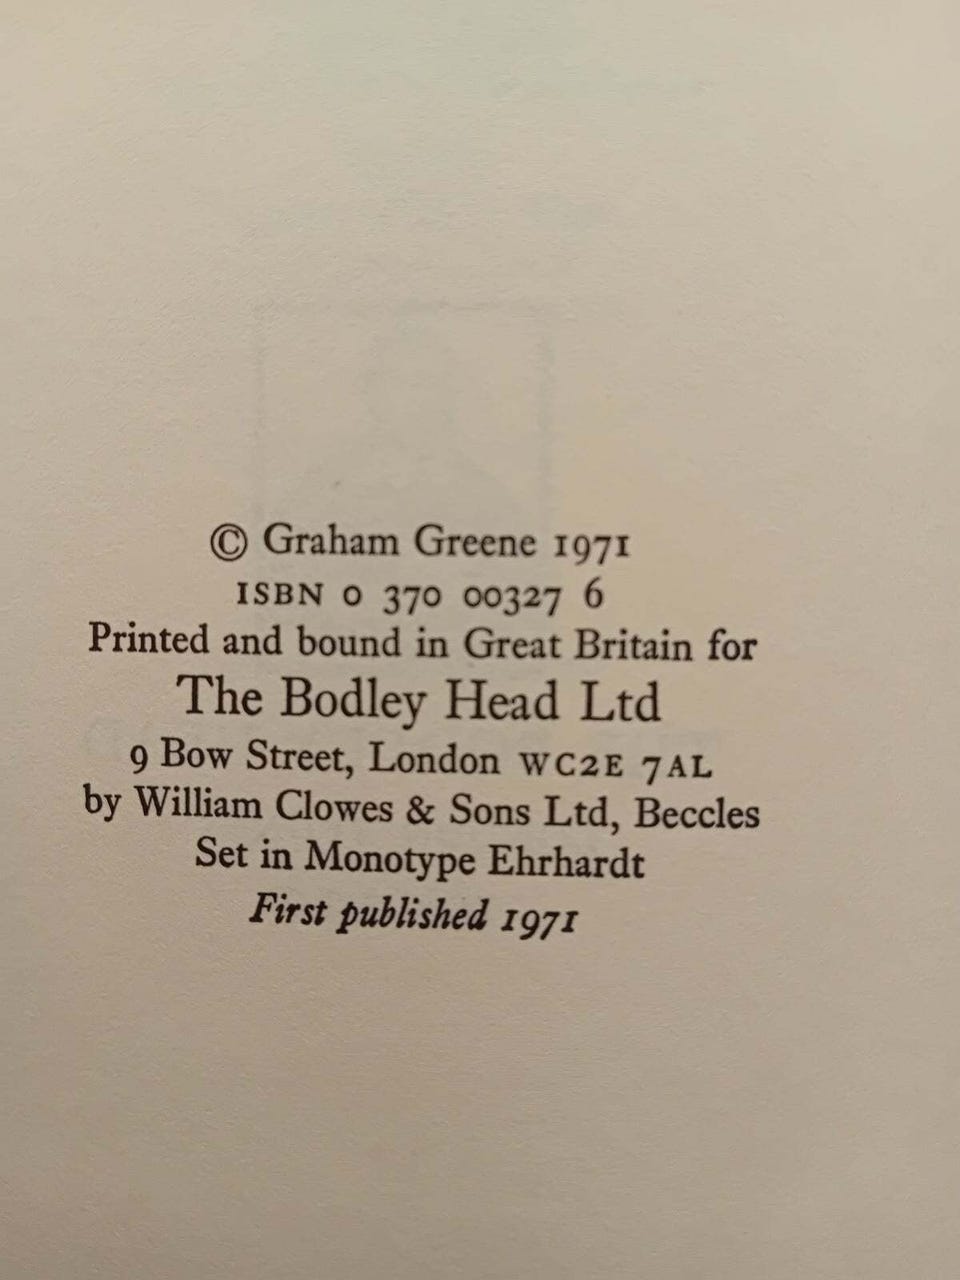 © Graham Greene 1971
ISBN 0 370 00327 6
Printed and bound in Great Britain for
The Bodley Head Ltd
9 Bow Street, London WC2E 7AL
by William Clowes & Sons Ltd, Beccles
Set in Monotype Ehrhardt
First published 1971